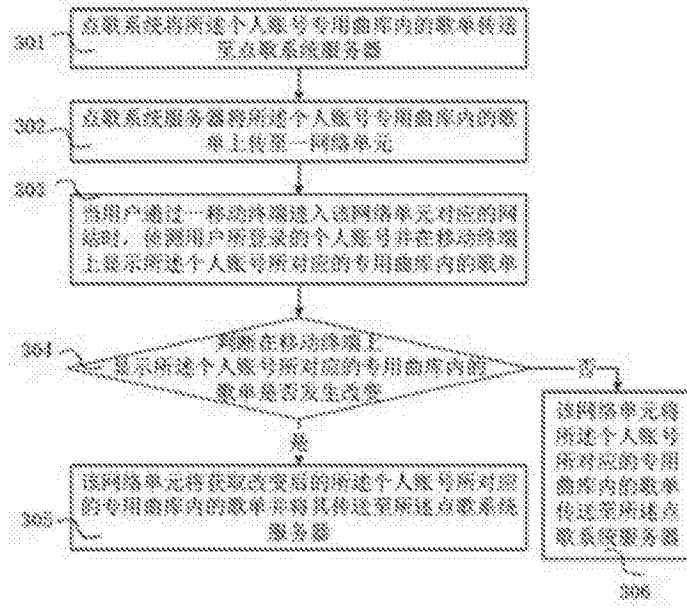 301
点歌系统将所述个人账号专用曲库内的歌单传送
至点歌系统服务器
302
点歌系统服务器将所述个人账号专用曲库内的歌
单上传至一网络单元
303
当用户通过一移动终端进入该网络单元对应的网
站时，侦测用户所登录的个人账号并在移动终端
上显示所述个人账号所对应的专用曲库内的歌单
304
判断在移动终端上
显示所述个人账号所对应的专用曲库内的
歌单是否发生改变
否
是
305
该网络单元将获取改变后的所述个人账号所对应
的专用曲库内的歌单并将其传送至所述点歌系统
服务器
该网络单元将
所述个人账号
所对应的专用
曲库内的歌单
传送至所述点
歌系统服务器
306